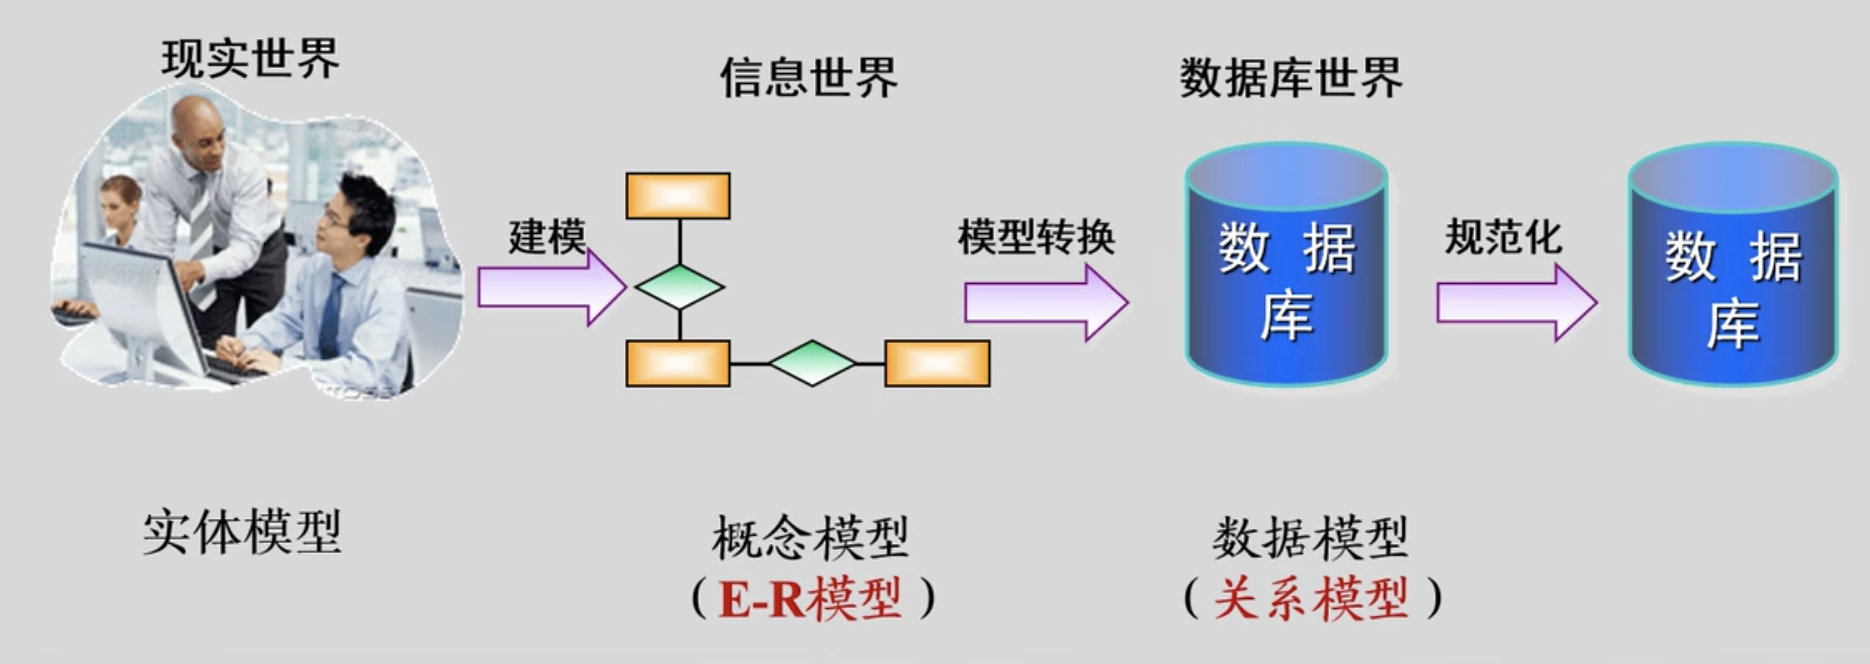 现实世界
信息世界
数据库世界
建模
模型转换
数 据
库
规范化
数 据
库
实体模型
概念模型
（E-R模型）
数据模型
（关系模型）